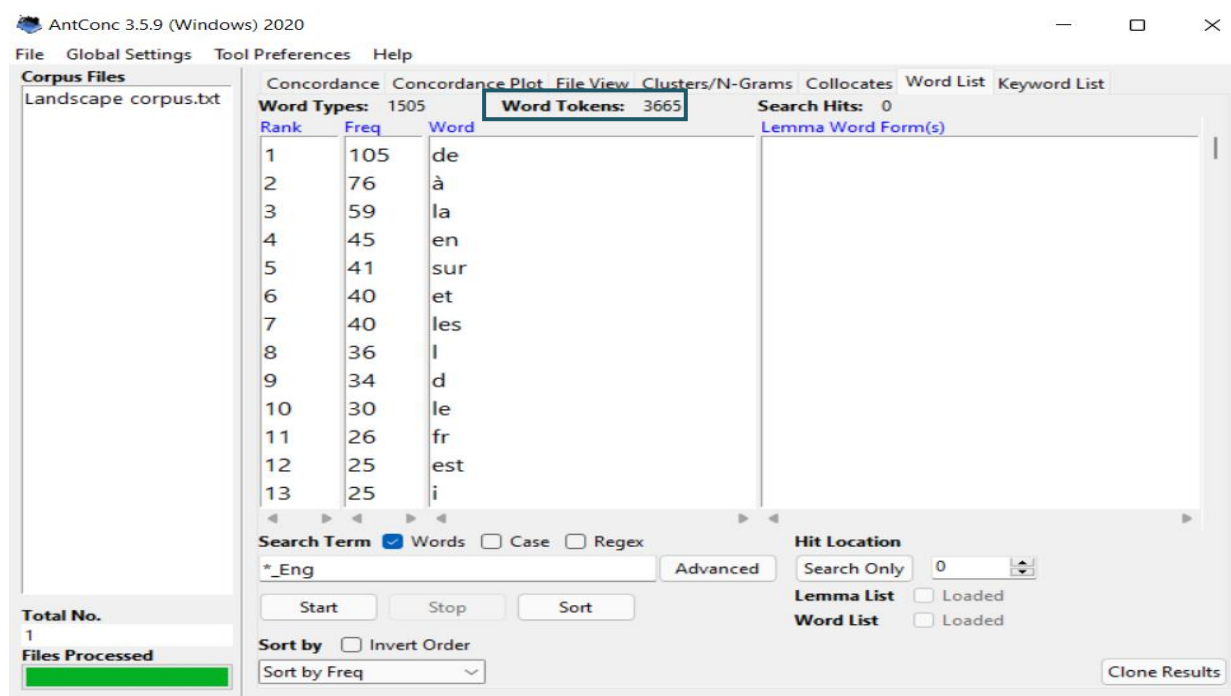 AntConc 3.5.9 (Windows) 2020
File Global Settings Tool Preferences Help
Corpus Files
Landscape corpus.txt
Concordance Concordance Plot File View Clusters/N-Grams Collocates Word List Keyword List
Word Types: 1505 Word Tokens: 3665 Search Hits: 0
Rank Freq Word Lemma Word Form(s)
1 105 de
2 76 à
3 59 la
4 45 en
5 41 sur
6 40 et
7 40 les
8 36 l
9 34 d
10 30 le
11 26 fr
12 25 est
13 25 i
Search Term Words Case Regex Hit Location
*_Eng Advanced Search Only 0
Lemma List Loaded
Start Stop Sort
Word List Loaded
Total No.
1
Files Processed
Sort by Invert Order
Sort by Freq Clone Results